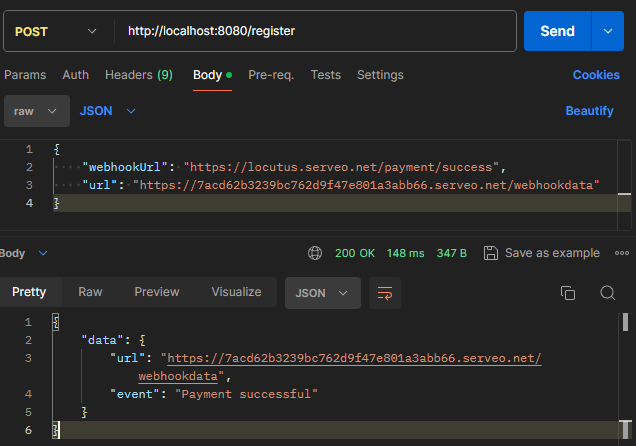 POST http://localhost:8080/register Send
Params Auth Headers (9) Body Pre-req. Tests Settings Cookies
raw JSON Beautify
1 {
2 "webhookUrl": "https://locutus.serveo.net/payment/success",
3 "url": "https://7acd62b3239bc762d9f47e801a3abb66.serveo.net/webhookdata"
4 }
Body 200 OK 148 ms 347 B Save as example
Pretty Raw Preview Visualize JSON
1 {
2 "data": {
3 "url": "https://7acd62b3239bc762d9f47e801a3abb66.serveo.net/
webhookdata",
4 "event": "Payment successful"
5 }
6 }